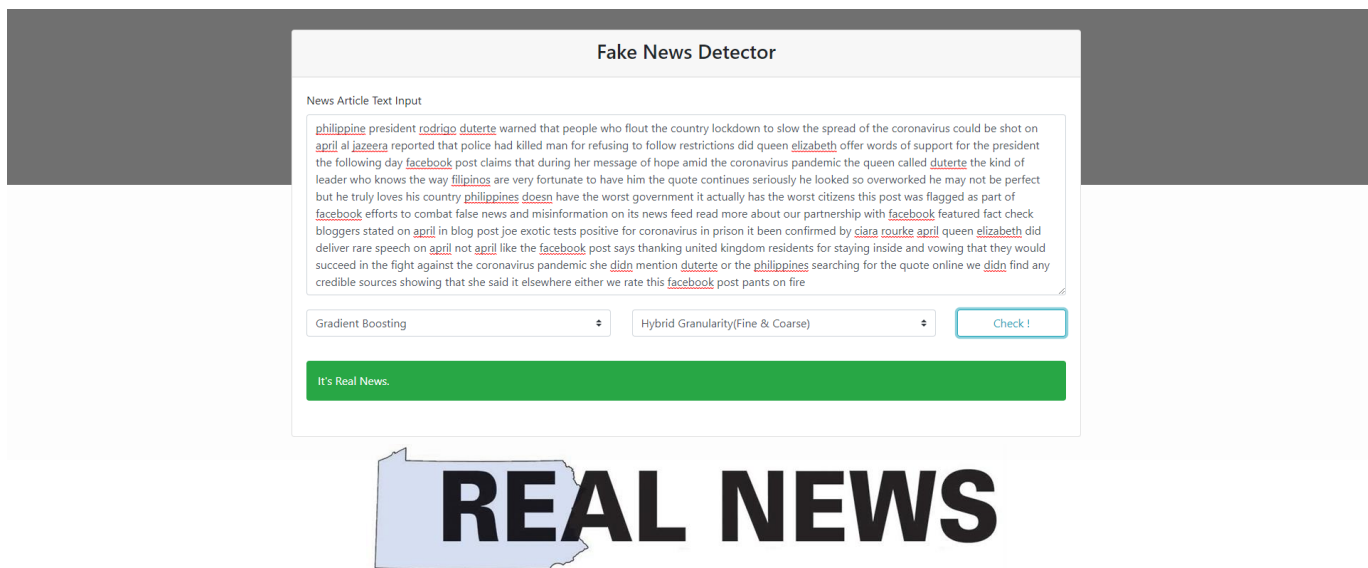 Fake News Detector
News Article Text Input
philippine president rodrigo duterte warned that people who flout the country lockdown to slow the spread of the coronavirus could be shot on
april al jazeera reported that police had killed man for refusing to follow restrictions did queen elizabeth offer words of support for the president
the following day facebook post claims that during her message of hope amid the coronavirus pandemic the queen called duterte the kind of
leader who knows the way filipinos are very fortunate to have him the quote continues seriously he looked so overworked he may not be perfect
but he truly loves his country philippines doesn have the worst government it actually has the worst citizens this post was flagged as part of
facebook efforts to combat false news and misinformation on its news feed read more about our partnership with facebook featured fact check
bloggers stated on april in blog post joe exotic tests positive for coronavirus in prison it been confirmed by ciara rourke april queen elizabeth did
deliver rare speech on april not april like the facebook post says thanking united kingdom residents for staying inside and vowing that they would
succeed in the fight against the coronavirus pandemic she didn mention duterte or the philippines searching for the quote online we didn find any
credible sources showing that she said it elsewhere either we rate this facebook post pants on fire
Gradient Boosting Hybrid Granularity(Fine & Coarse) Check !
It's Real News.
REAL NEWS